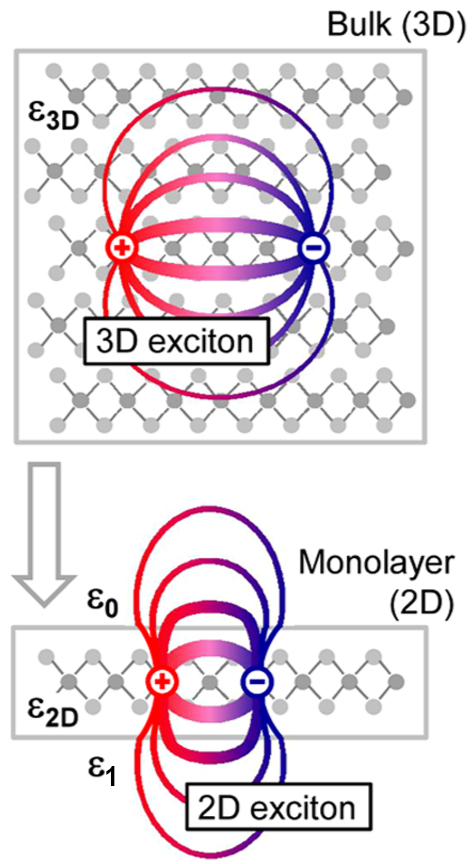 Bulk (3D)
ε3D
+
−
3D exciton
Monolayer
(2D)
ε0
+
−
ε2D
ε1
2D exciton